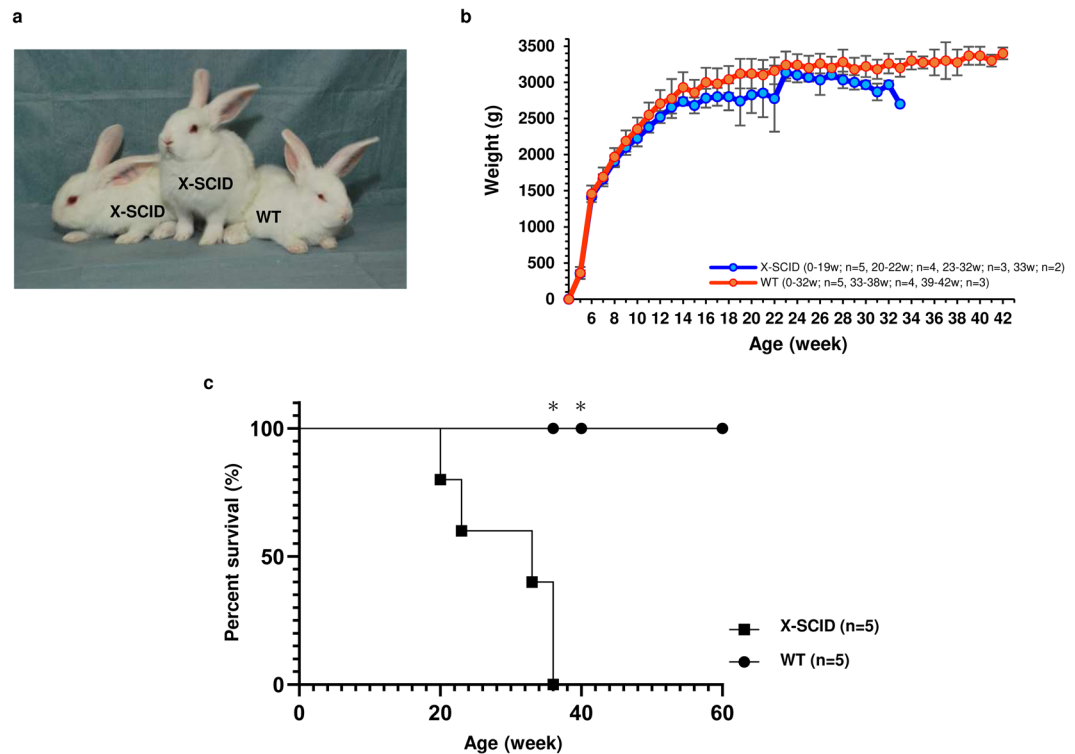 a
X-SCID
X-SCID
WT
b
Weight (g)
3500
3000
2500
2000
1500
1000
500
0
6 8 10 12 14 16 18 20 22 24 26 28 30 32 34 36 38 40 42
Age (week)
X-SCID (0-19w; n=5, 20-22w; n=4, 23-32w; n=3, 33w; n=2)
WT (0-32w; n=5, 33-38w; n=4, 39-42w; n=3)
c
* *
Percent survival (%)
100
50
0
0 20 40 60
Age (week)
X-SCID (n=5)
WT (n=5)